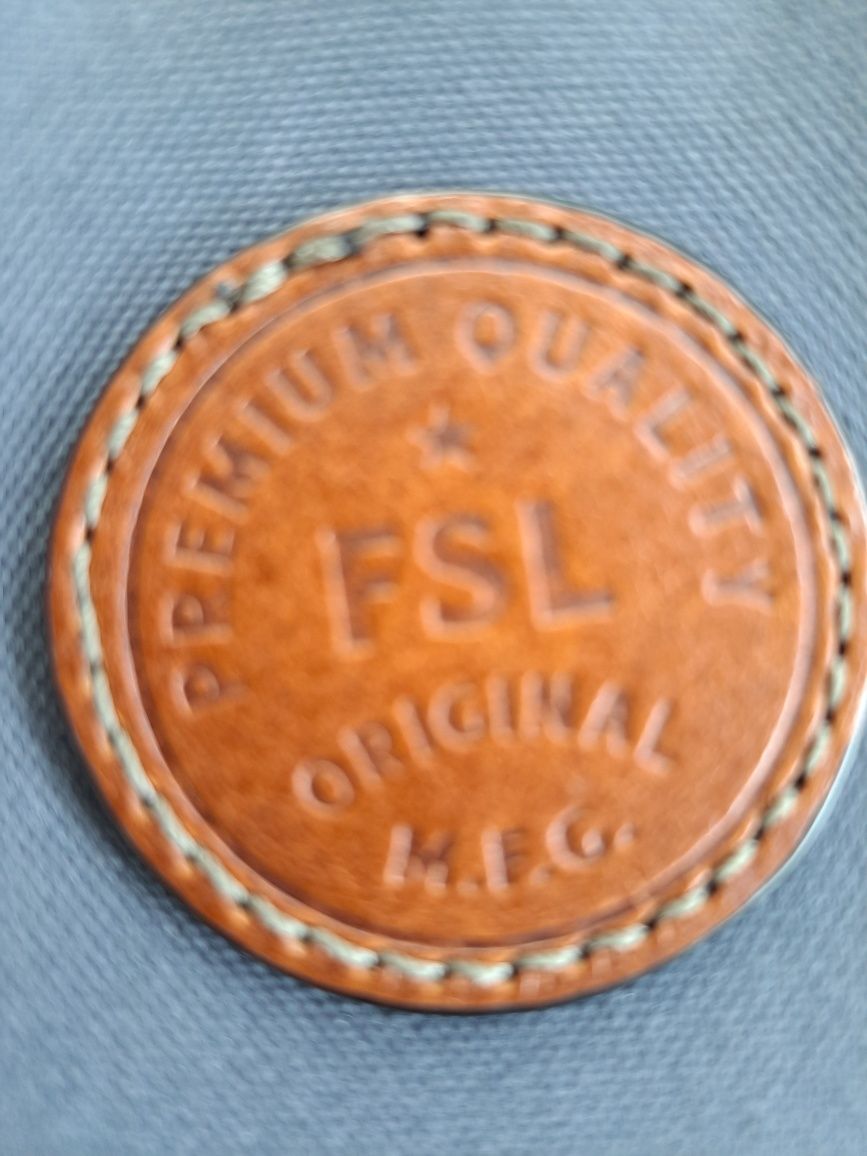 PREMIUM QUALITY
FSL
ORIGINAL
M.F.G.